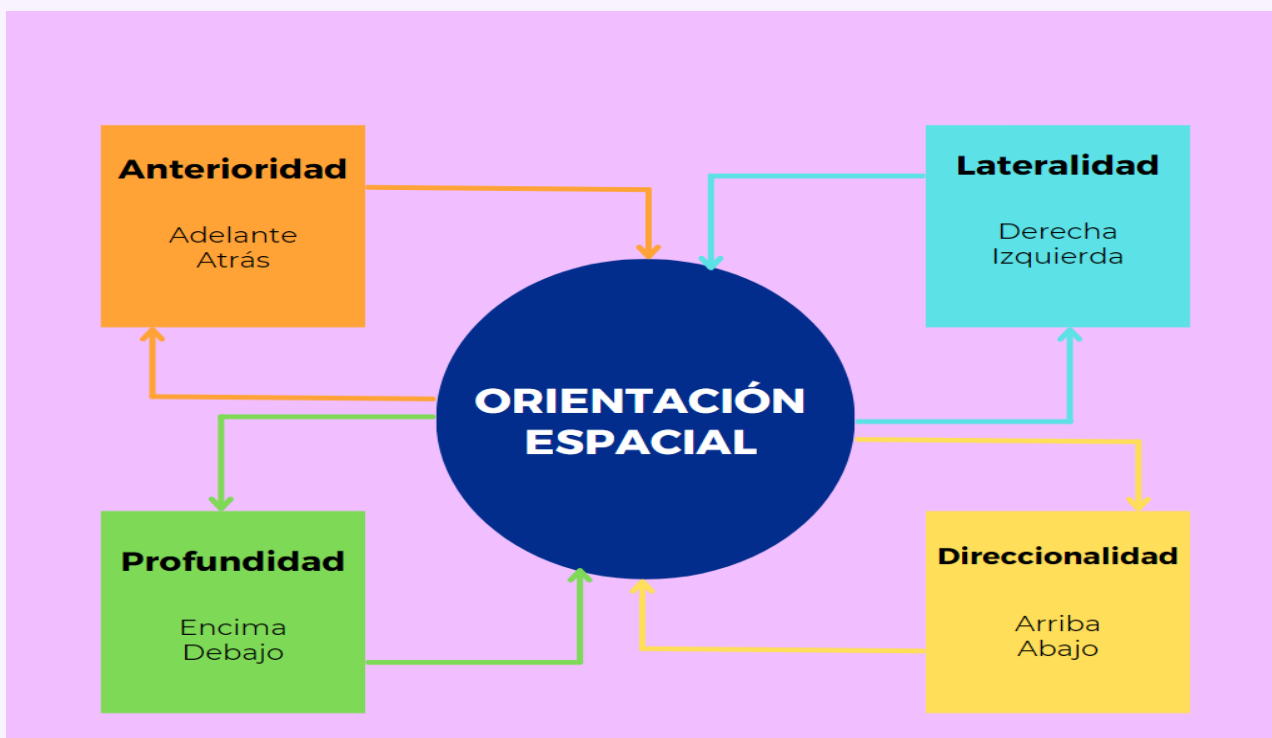 Anterioridad
Adelante
Atrás
Lateralidad
Derecha
Izquierda
ORIENTACIÓN
ESPACIAL
Profundidad
Encima
Debajo
Direccionalidad
Arriba
Abajo